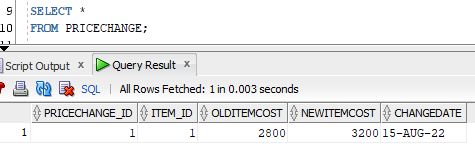 9 SELECT *
10 FROM PRICECHANGE;
Script Output x Query Result x
SQL | All Rows Fetched: 1 in 0.003 seconds
PRICECHANGE_ID ITEM_ID OLDITEMCOST NEWITEMCOST CHANGEDATE
1 1 1 2800 3200 15-AUG-22